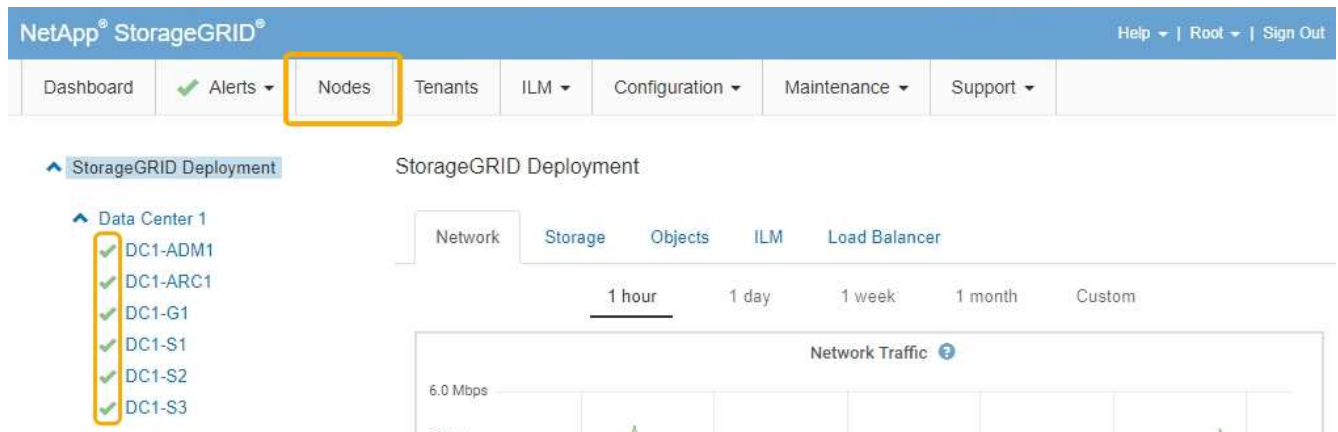 NetApp® StorageGRID®
Help | Root | Sign Out
Dashboard Alerts Nodes Tenants ILM Configuration Maintenance Support
StorageGRID Deployment
StorageGRID Deployment
Data Center 1
DC1-ADM1
DC1-ARC1
DC1-G1
DC1-S1
DC1-S2
DC1-S3
Network Storage Objects ILM Load Balancer
1 hour 1 day 1 week 1 month Custom
Network Traffic ?
6.0 Mbps